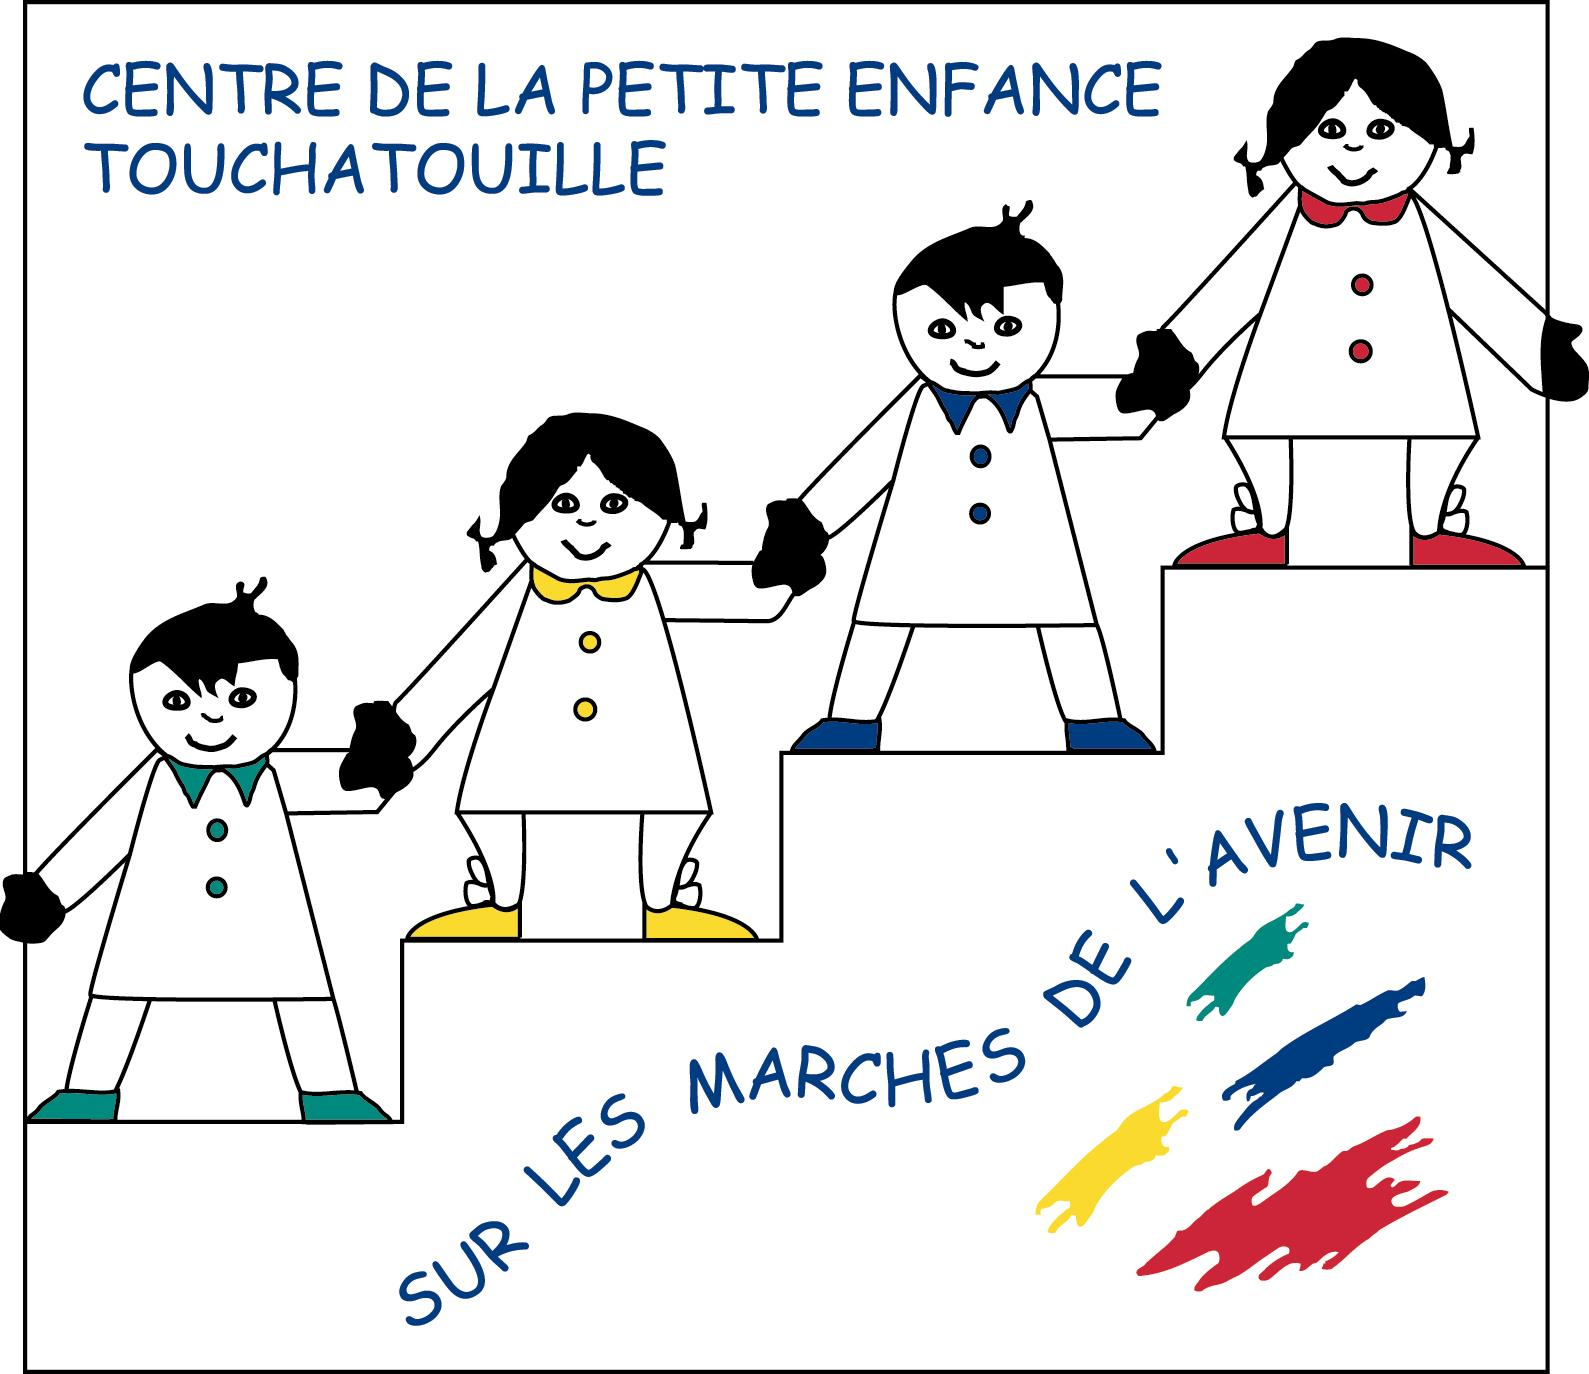 CENTRE DE LA PETITE ENFANCE
TOUCHATOUILLE
SUR LES MARCHES DE L'AVENIR